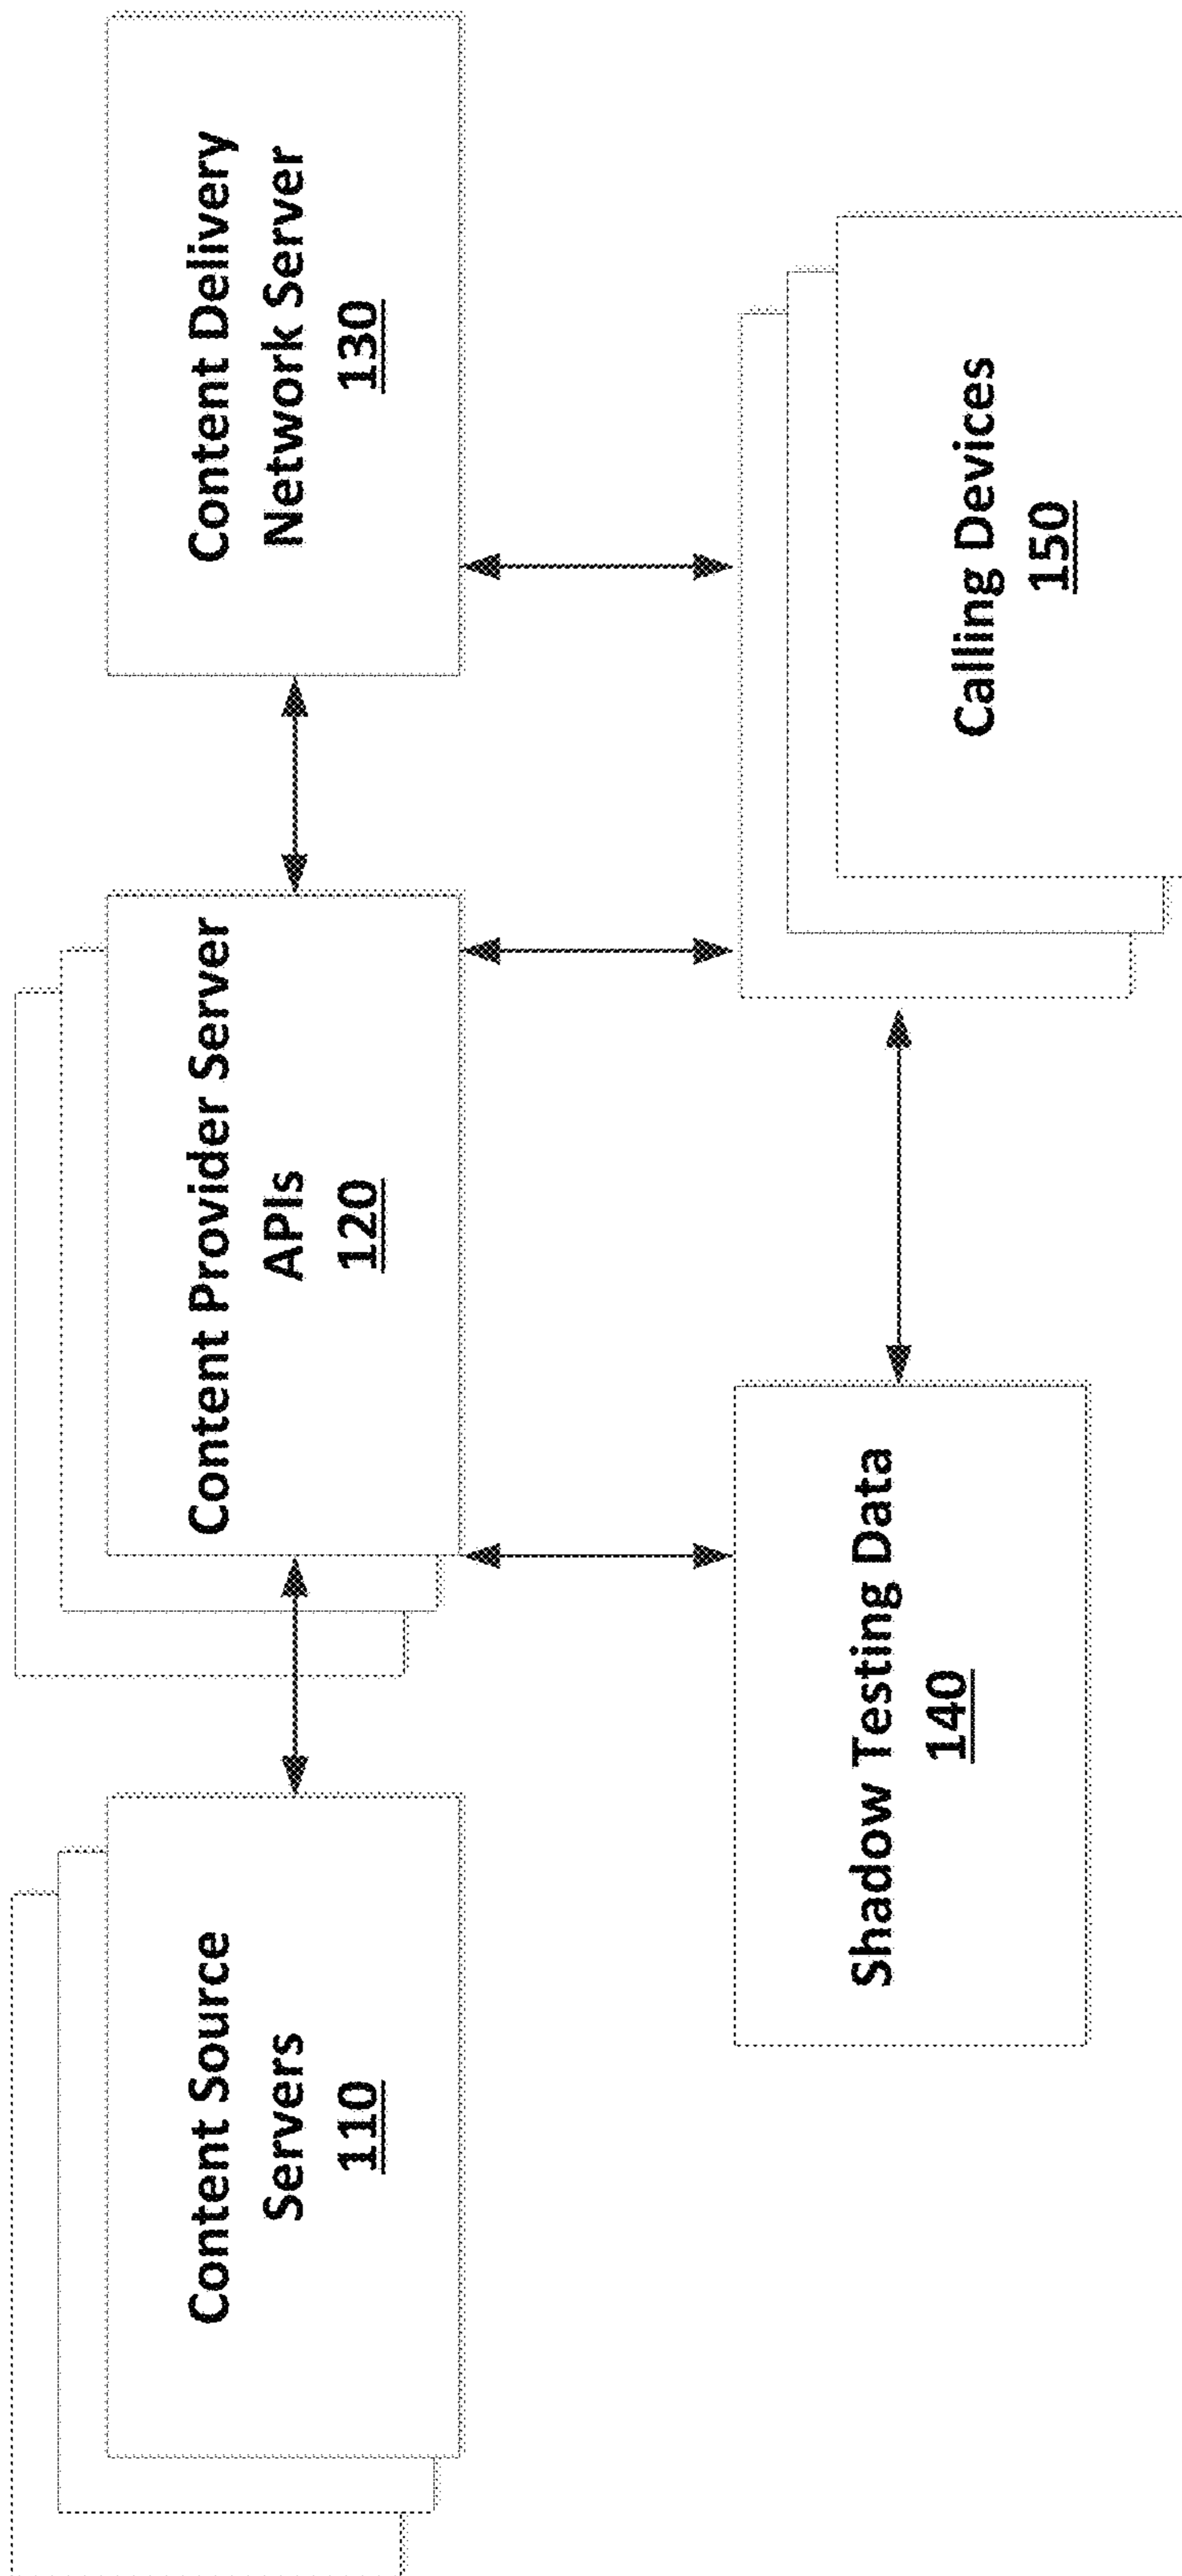 Content Source
Servers
110
Content Provider Server
APIs
120
Content Delivery
Network Server
130
Shadow Testing Data
140
Calling Devices
150